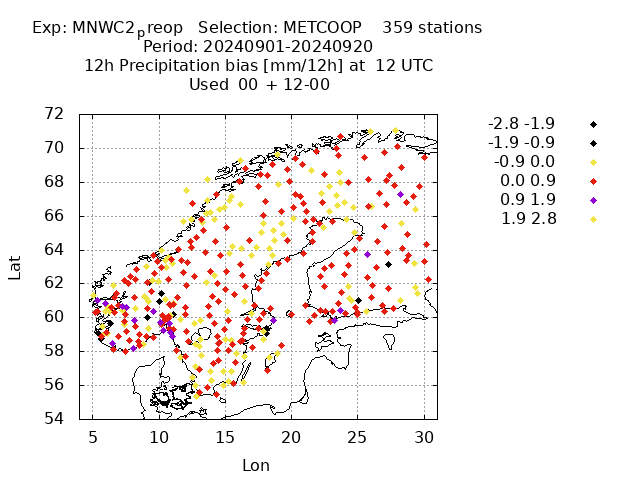 Exp: MNWC2preop   Selection: METCOOP    359 stations
Period: 20240901-20240920
12h Precipitation bias [mm/12h] at  12 UTC
Used  00 + 12-00
72
70
68
66
64
62
60
58
56
54
5 10 15 20 25 30
Lat
Lon
-2.8 -1.9
-1.9 -0.9
-0.9 0.0
0.0 0.9
0.9 1.9
1.9 2.8